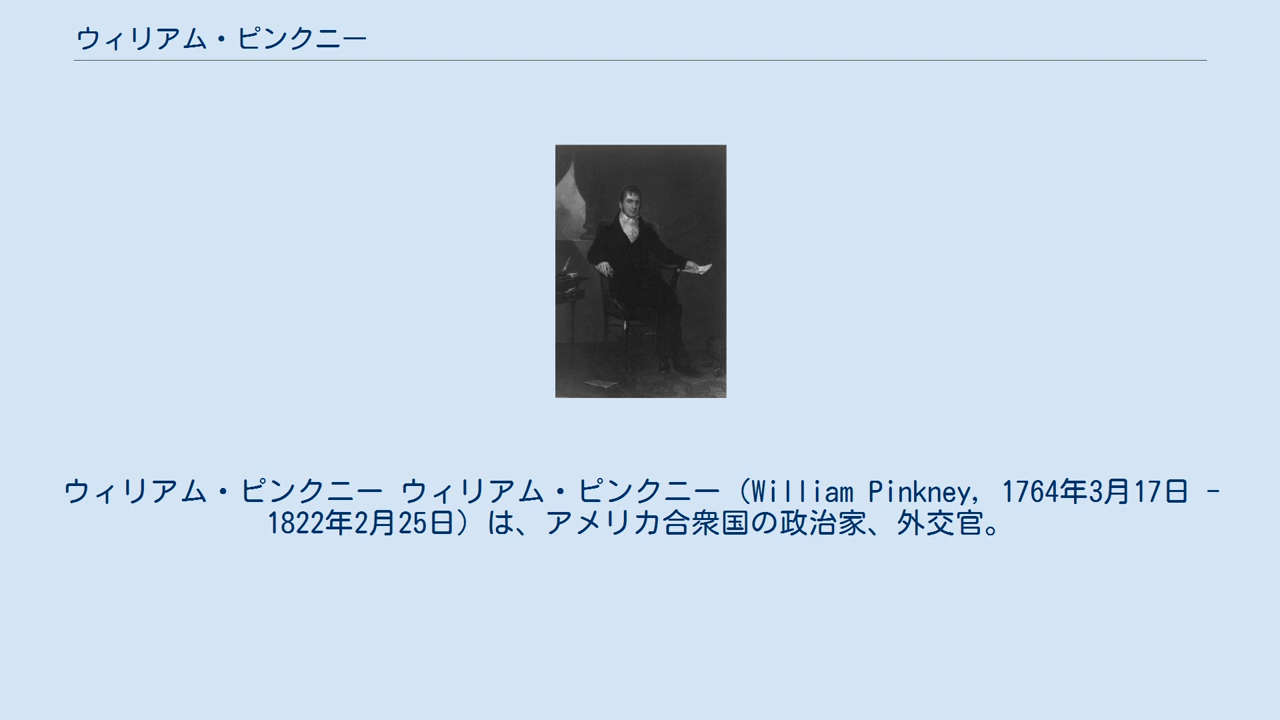 ウィリアム・ピンクニー
ウィリアム・ピンクニー ウィリアム・ピンクニー（William Pinkney, 1764年3月17日 -
1822年2月25日）は、アメリカ合衆国の政治家、外交官。